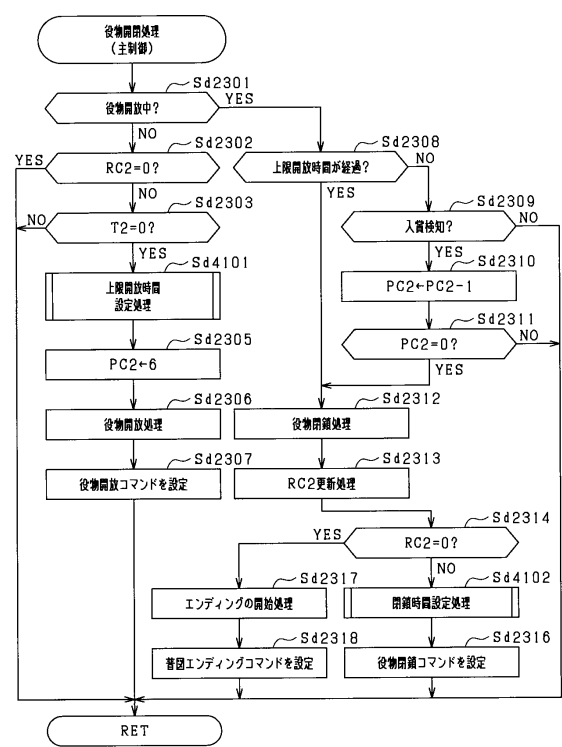 役物開閉処理
(主制御)
Sd2301
役物開放中?
YES
NO
Sd2302
RC2=0?
YES
NO
Sd2303
T2=0?
NO
YES
Sd4101
上限開放時間
設定処理
Sd2305
PC2←6
Sd2306
役物開放処理
Sd2307
役物開放コマンドを設定
Sd2308
上限開放時間が経過?
NO
YES
Sd2309
入賞検知?
NO
YES
Sd2310
PC2←PC2-1
Sd2311
PC2=0?
NO
YES
Sd2312
役物閉鎖処理
Sd2313
RC2更新処理
Sd2314
RC2=0?
YES
NO
Sd2317
エンディングの開始処理
Sd4102
閉鎖時間設定処理
Sd2318
普図エンディングコマンドを設定
Sd2316
役物閉鎖コマンドを設定
RET